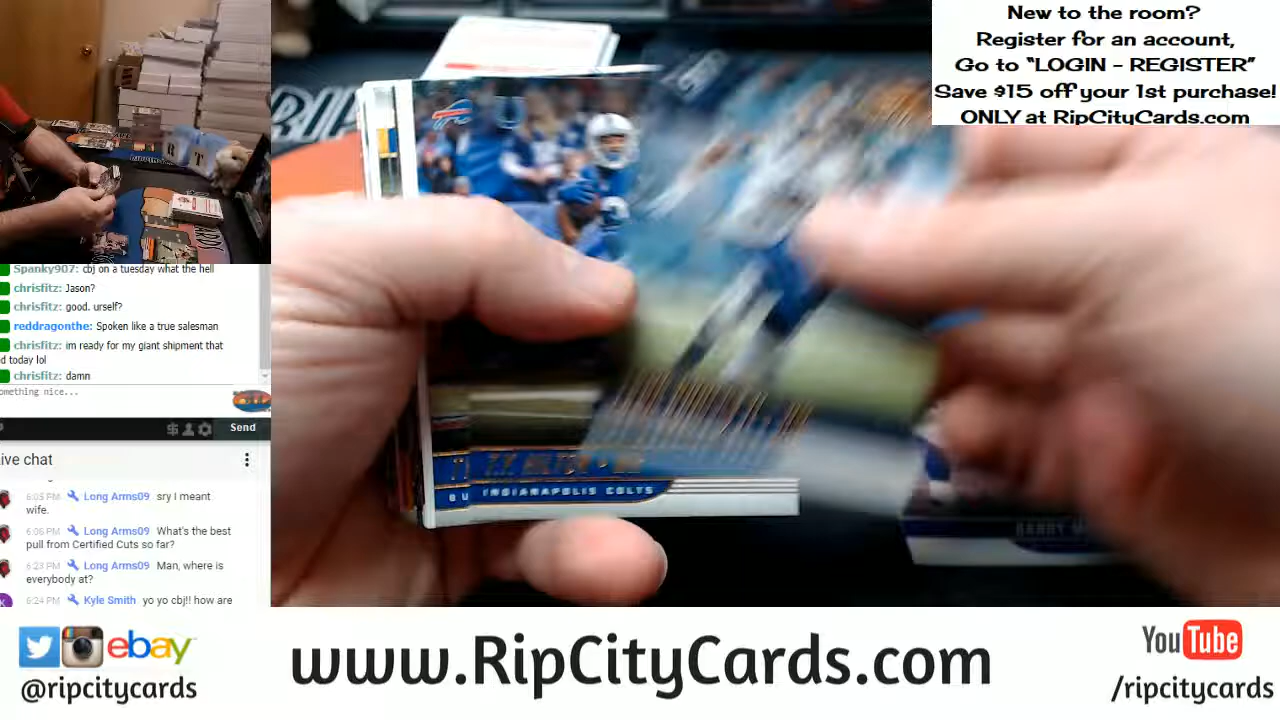 New to the room?
Register for an account,
Go to “LOGIN - REGISTER”
Save $15 off your 1st purchase!
ONLY at RipCityCards.com
Spanky907: cbj on a tuesday what the hell
chrisfitz: Jason?
chrisfitz: good. urself?
reddragonthe: Spoken like a true salesman
chrisfitz: im ready for my giant shipment that
d today lol
chrisfitz: damn
omething nice...
$
Send
ive chat
6:05 PM Long Arms09 sry I meant
wife.
6:06 PM Long Arms09 What's the best
pull from Certified Cuts so far?
6:23 PM Long Arms09 Man, where is
everybody at?
6:24 PM Kyle Smith yo yo cbj!! how are
INDIANAPOLIS COLTS
ebay
@ripcitycards
www.RipCityCards.com
YouTube
/ripcitycards